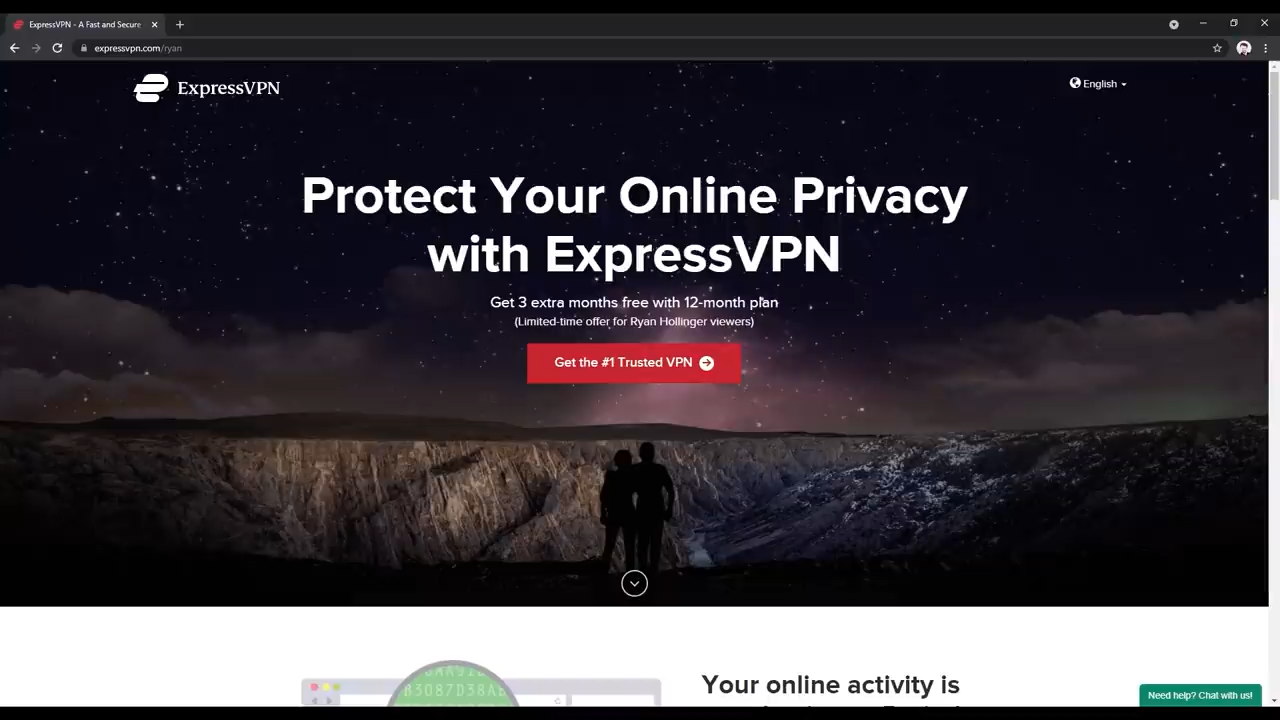 ExpressVPN - A Fast and Secure
expressvpn.com/ryan
ExpressVPN
English
Protect Your Online Privacy
with ExpressVPN
Get 3 extra months free with 12-month plan
(Limited-time offer for Ryan Hollinger viewers)
Get the #1 Trusted VPN
B3087D38A
Your online activity is
Need help? Chat with us!